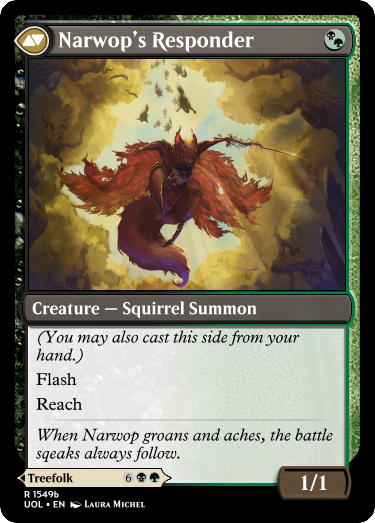 Narwop's Responder
Creature — Squirrel Summon
(You may also cast this side from your
hand.)
Flash
Reach
When Narwop groans and aches, the battle
sqeaks always follow.
Treefolk 6
1/1
R 1549b
UOL • EN Laura Michel